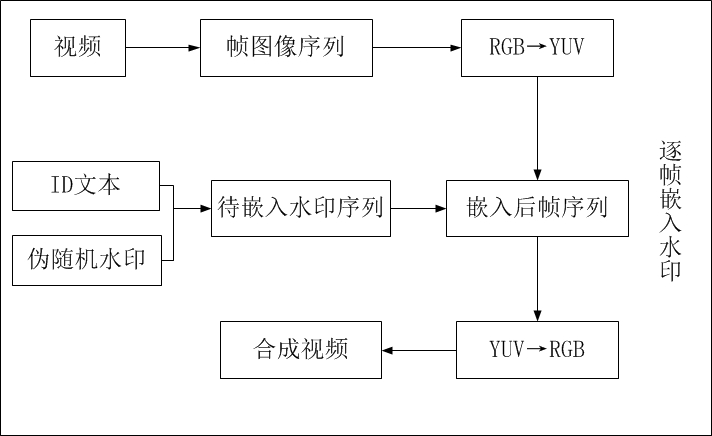 视频
帧图像序列
RGB→YUV
ID文本
伪随机水印
待嵌入水印序列
嵌入后帧序列
合成视频
YUV→RGB
逐帧嵌入水印